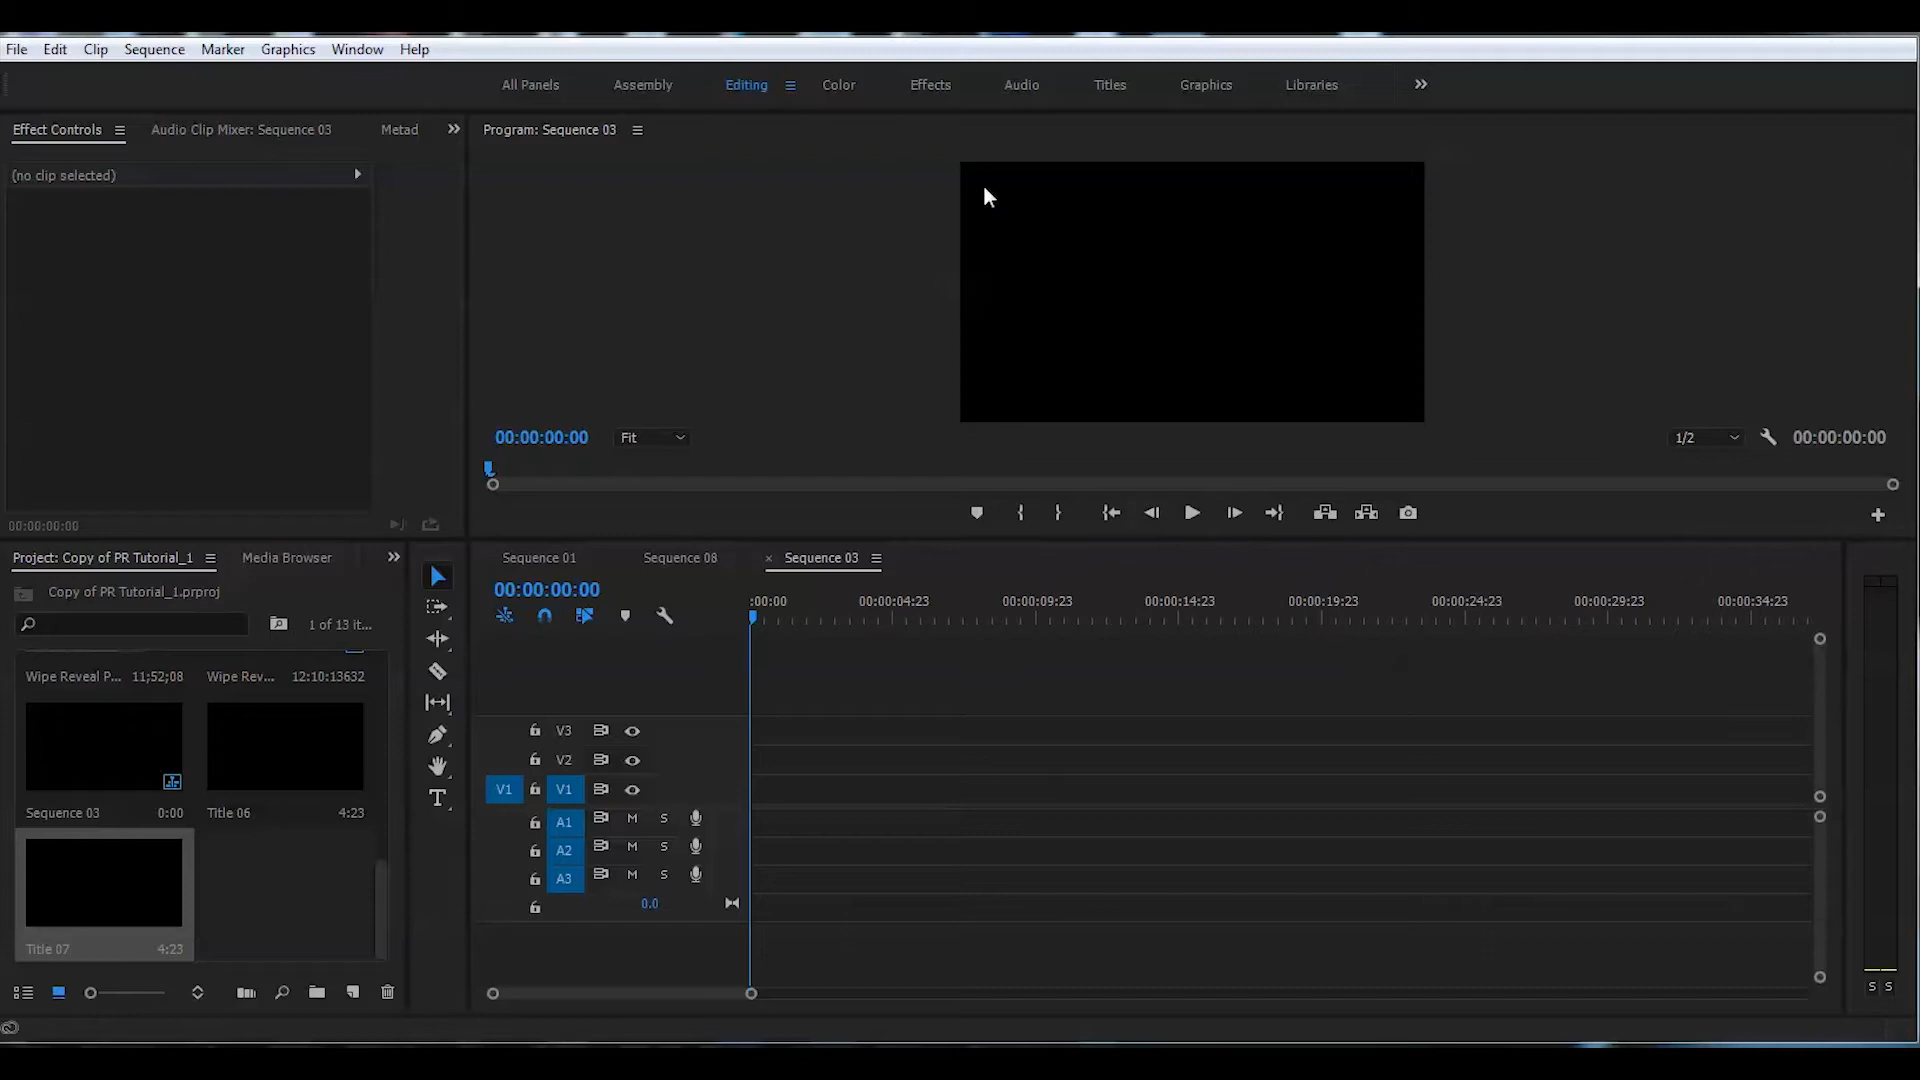 File Edit Clip Sequence Marker Graphics Window Help
All Panels Assembly Editing Color Effects Audio Titles Graphics Libraries
Effect Controls Audio Clip Mixer: Sequence 03 Metad
Program: Sequence 03
(no clip selected)
00:00:00:00 Fit 1/2 00:00:00:00
00:00:00:00
Project: Copy of PR Tutorial_1 Media Browser
Sequence 01 Sequence 08 × Sequence 03
Copy of PR Tutorial_1.prproj
00:00:00:00
1 of 13 it...
:00:00 00:00:04:23 00:00:09:23 00:00:14:23 00:00:19:23 00:00:24:23 00:00:29:23 00:00:34:23
Wipe Reveal P... 11;52;08 Wipe Rev... 12:10:13632
Sequence 03 0:00 Title 06 4:23
Title 07 4:23
V3
V2
V1 V1
A1 M S
A2 M S
A3 M S
0.0
S S